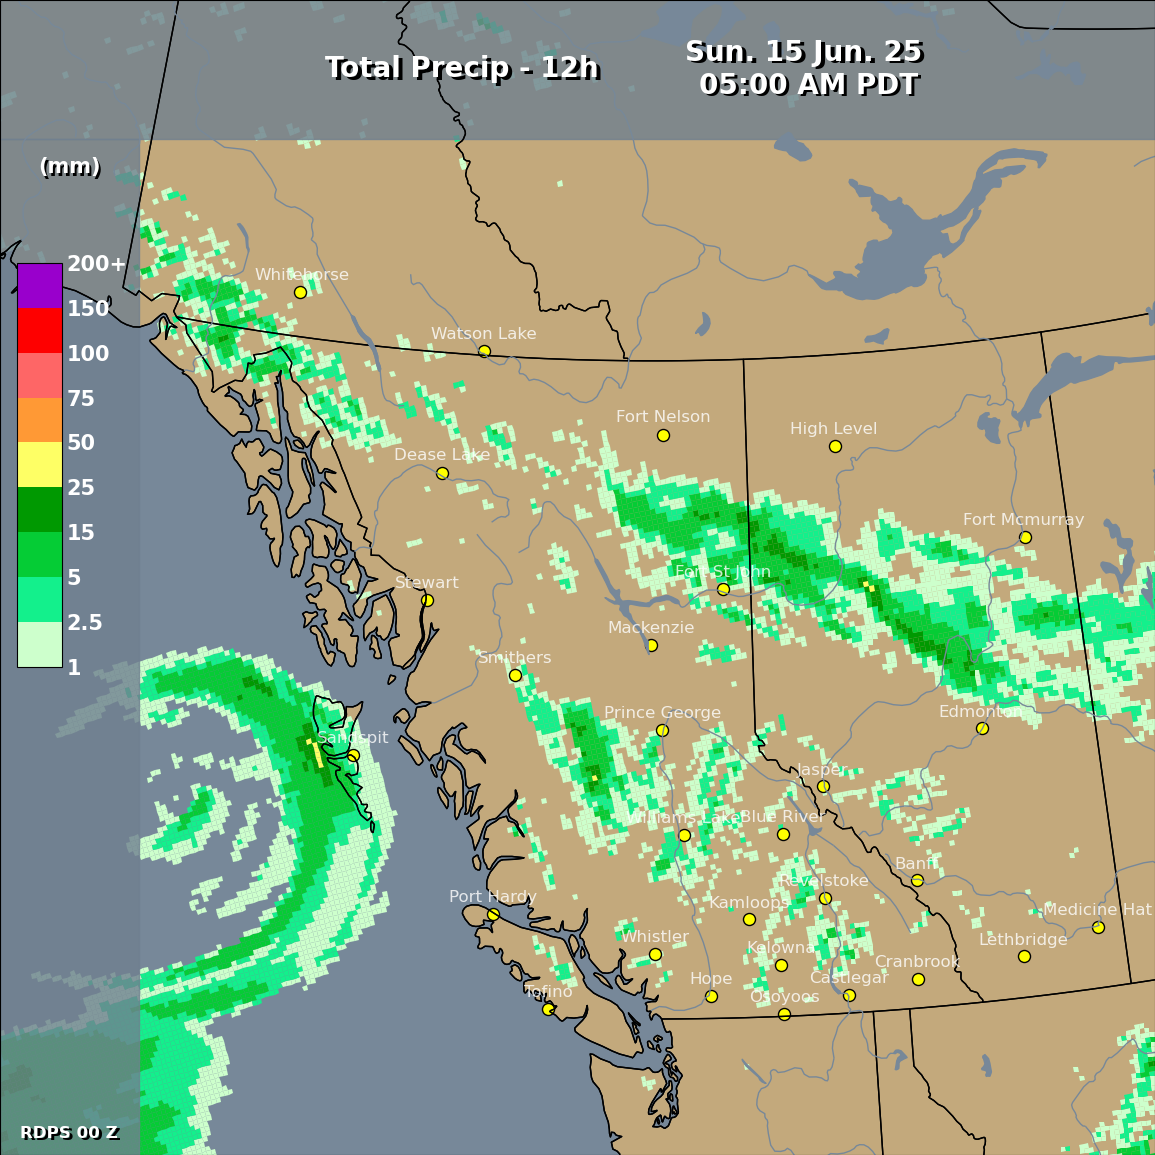 Total Precip - 12h
Sun. 15 Jun. 25
05:00 AM PDT
(mm)
200+
150
100
75
50
25
15
5
2.5
1
Whitehorse
Watson Lake
Fort Nelson
High Level
Dease Lake
Fort Mcmurray
Stewart
Fort St John
Mackenzie
Smithers
Prince George
Edmonton
Sandspit
Jasper
Williams Lake
Blue River
Banff
Revelstoke
Port Hardy
Kamloops
Medicine Hat
Whistler
Kelowna
Lethbridge
Cranbrook
Hope
Castlegar
Tofino
Osoyoos
RDPS 00 Z